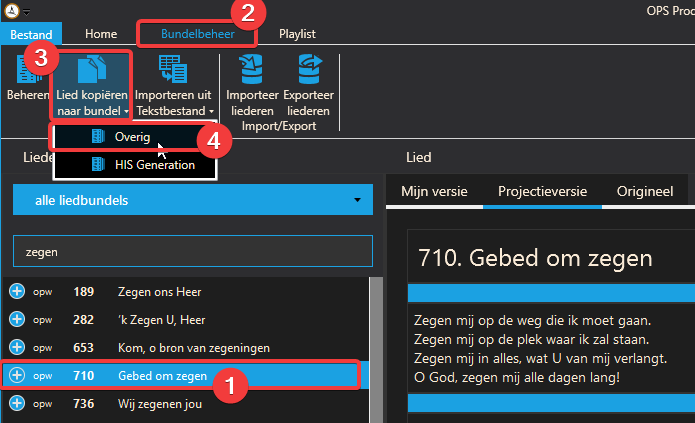 OPS Proc
Bestand
Home
Bundelbeheer
Playlist
2
3
Beheren
Lied kopiëren
naar bundel
Importeren uit
Tekstbestand
Importeer
liederen
Exporteer
liederen
Import/Export
Overig
4
HIS Generation
Liede
Lied
alle liedbundels
Mijn versie
Projectieversie
Origineel
zegen
710. Gebed om zegen
opw 189 Zegen ons Heer
opw 282 'k Zegen U, Heer
opw 653 Kom, o bron van zegeningen
opw 710 Gebed om zegen
1
opw 736 Wij zegenen jou
Zegen mij op de weg die ik moet gaan.
Zegen mij op de plek waar ik zal staan.
Zegen mij in alles, wat U van mij verlangt.
O God, zegen mij alle dagen lang!